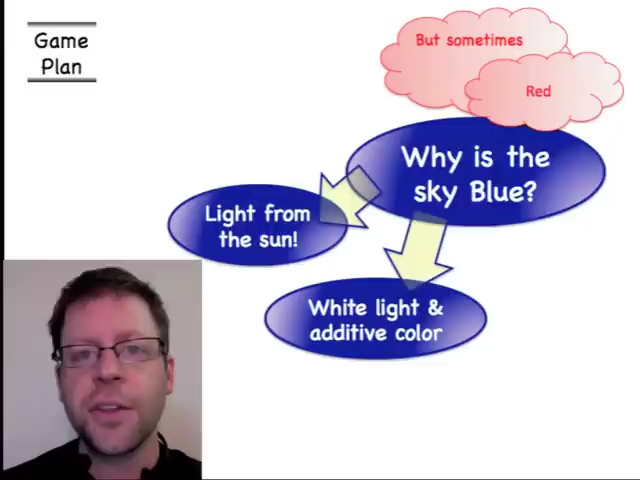 Game
Plan
But sometimes
Red
Why is the
sky Blue?
Light from
the sun!
White light &
additive color